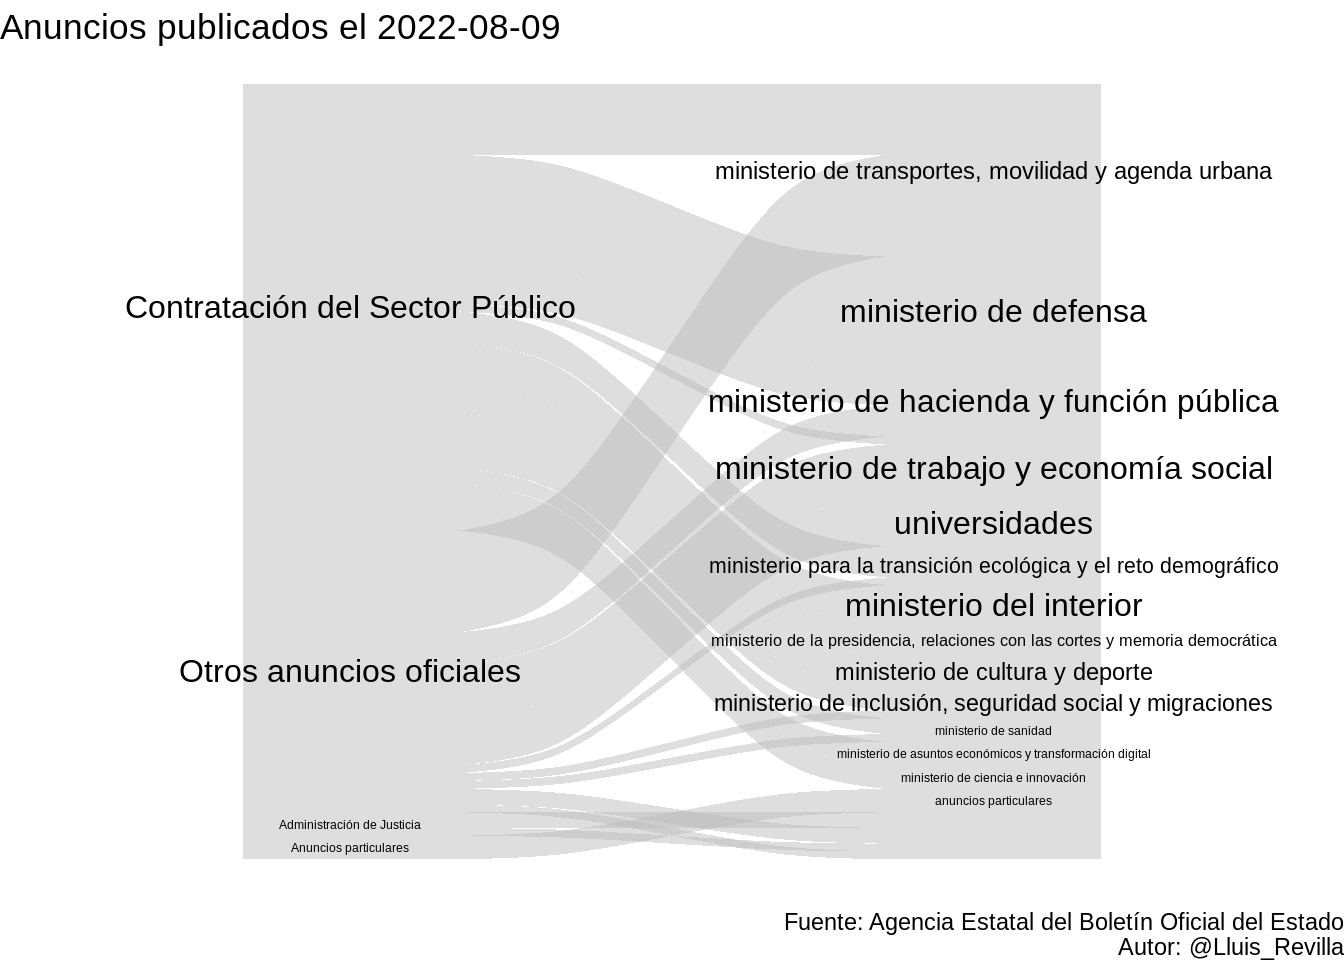 Anuncios publicados el 2022-08-09
Contratación del Sector Público
Otros anuncios oficiales
Administración de Justicia
Anuncios particulares
ministerio de transportes, movilidad y agenda urbana
ministerio de defensa
ministerio de hacienda y función pública
ministerio de trabajo y economía social
universidades
ministerio para la transición ecológica y el reto demográfico
ministerio del interior
ministerio de la presidencia, relaciones con las cortes y memoria democrática
ministerio de cultura y deporte
ministerio de inclusión, seguridad social y migraciones
ministerio de sanidad
ministerio de asuntos económicos y transformación digital
ministerio de ciencia e innovación
anuncios particulares
Fuente: Agencia Estatal del Boletín Oficial del Estado
Autor: @Lluis_Revilla